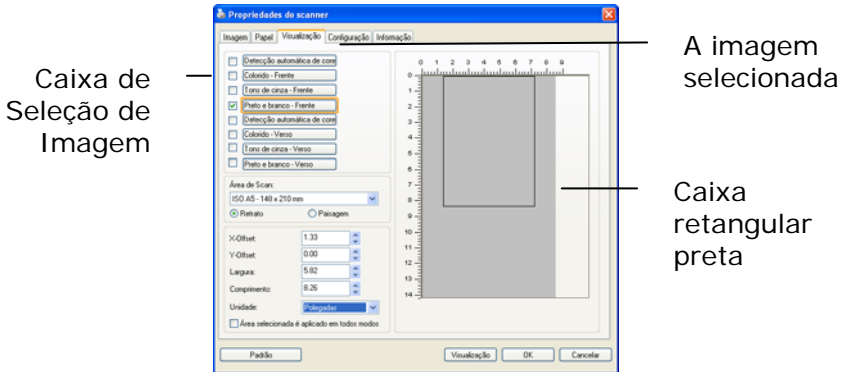 Propriedades do scanner
Imagem Papel Visualização Configuração Informação
Detecção automática de core
Colorido - Frente
Tons de cinza - Frente
Preto e branco - Frente
Detecção automática de core
Colorido - Verso
Tons de cinza - Verso
Preto e branco - Verso
Área de Scan:
ISO A5 - 148 x 210 mm
Retrato Paisagem
X-Offset: 1.33
Y-Offset: 0.00
Largura: 5.82
Comprimento: 8.26
Unidade: Polegadas
Área selecionada é aplicado em todos modos
0 1 2 3 4 5 6 7 8 9
0
1
2
3
4
5
6
7
8
9
10
11
12
13
14
Padrão Visualização OK Cancelar
Caixa de
Seleção de
Imagem
A imagem
selecionada
Caixa
retangular
preta